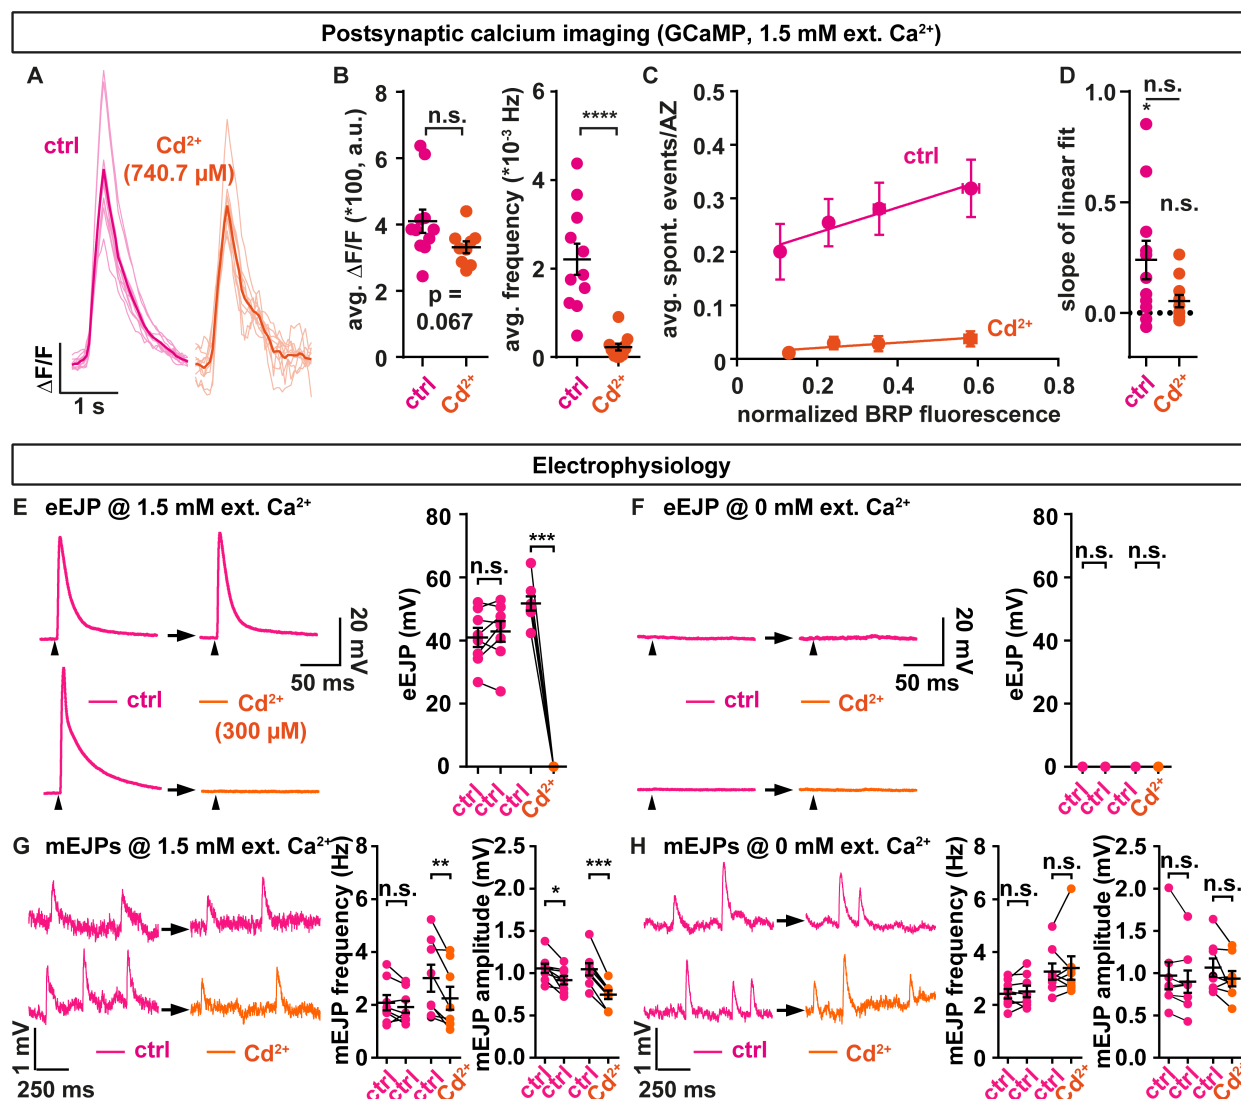 Postsynaptic calcium imaging (GCaMP, 1.5 mM ext. Ca²⁺)
A
ctrl
Cd²⁺
(740.7 µM)
ΔF/F
1 s
B
avg. ΔF/F (*100, a.u.)
8
6
4
2
0
n.s.
p =
0.067
ctrl
Cd²⁺
avg. frequency (*10⁻³ Hz)
6
4
2
0
****
ctrl
Cd²⁺
C
avg. spont. events/AZ
0.5
0.4
0.3
0.2
0.1
0
ctrl
Cd²⁺
0
0.2
0.4
0.6
0.8
normalized BRP fluorescence
D
slope of linear fit
1.0
0.5
0.0
n.s.
*
n.s.
ctrl
Cd²⁺
Electrophysiology
E
eEJP @ 1.5 mM ext. Ca²⁺
20 mV
50 ms
ctrl
Cd²⁺
(300 µM)
eEJP (mV)
80
60
40
20
0
n.s.
***
ctrl
ctrl
ctrl
Cd²⁺
F
eEJP @ 0 mM ext. Ca²⁺
20 mV
50 ms
ctrl
Cd²⁺
eEJP (mV)
80
60
40
20
0
n.s.
n.s.
ctrl
ctrl
ctrl
Cd²⁺
G
mEJPs @ 1.5 mM ext. Ca²⁺
1 mV
250 ms
ctrl
Cd²⁺
mEJP frequency (Hz)
8
6
4
2
0
n.s.
**
ctrl
ctrl
ctrl
Cd²⁺
mEJP amplitude (mV)
2.5
2.0
1.5
1.0
0.5
0.0
*
***
ctrl
ctrl
ctrl
Cd²⁺
H
mEJPs @ 0 mM ext. Ca²⁺
1 mV
250 ms
ctrl
Cd²⁺
mEJP frequency (Hz)
8
6
4
2
0
n.s.
n.s.
ctrl
ctrl
ctrl
Cd²⁺
mEJP amplitude (mV)
2.5
2.0
1.5
1.0
0.5
0.0
n.s.
n.s.
ctrl
ctrl
ctrl
Cd²⁺